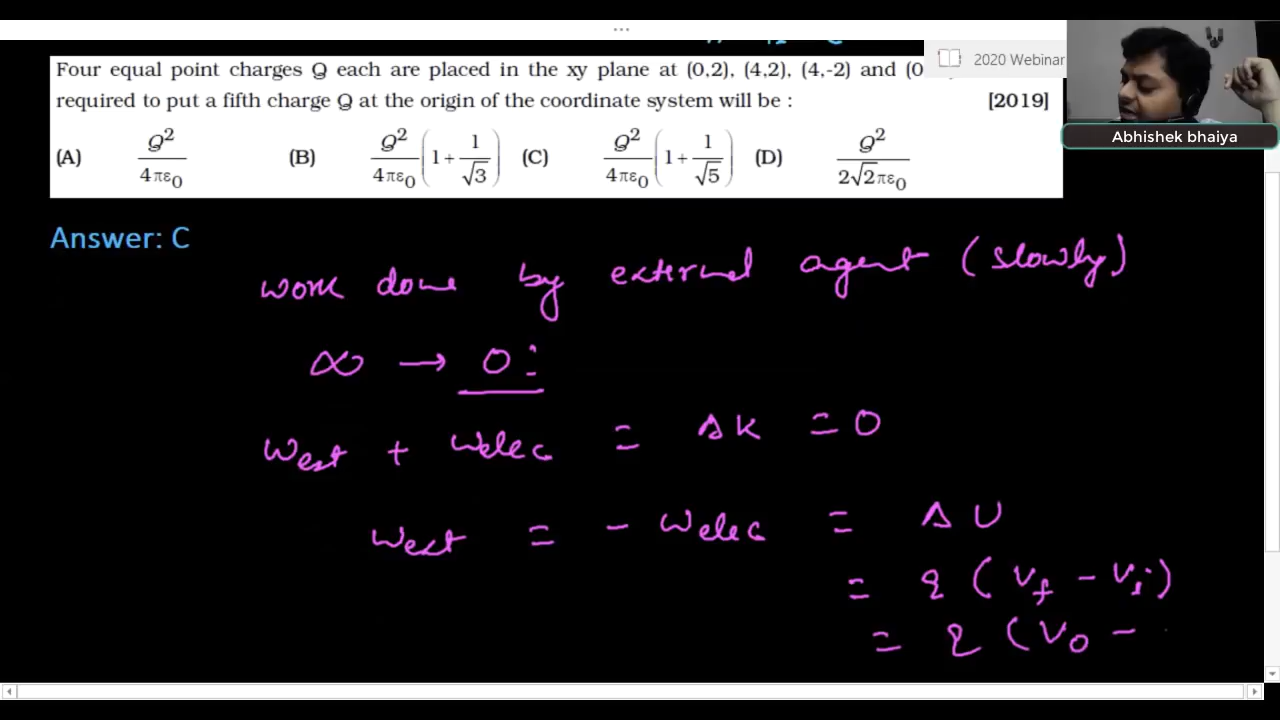 2020 Webinar
Four equal point charges Q each are placed in the xy plane at (0,2), (4,2), (4,-2) and (0
required to put a fifth charge Q at the origin of the coordinate system will be : [2019]
(A) Q²/4πε₀ (B) Q²/4πε₀ (1 + 1/√3) (C) Q²/4πε₀ (1 + 1/√5) (D) Q²/2√2πε₀
Abhishek bhaiya
Answer: C
work done by external agent (slowly)
∞ → 0 :
West + Welec = ΔK = 0
West = - Welec = ΔU
= q (Vf - Vi)
= q (V0 -